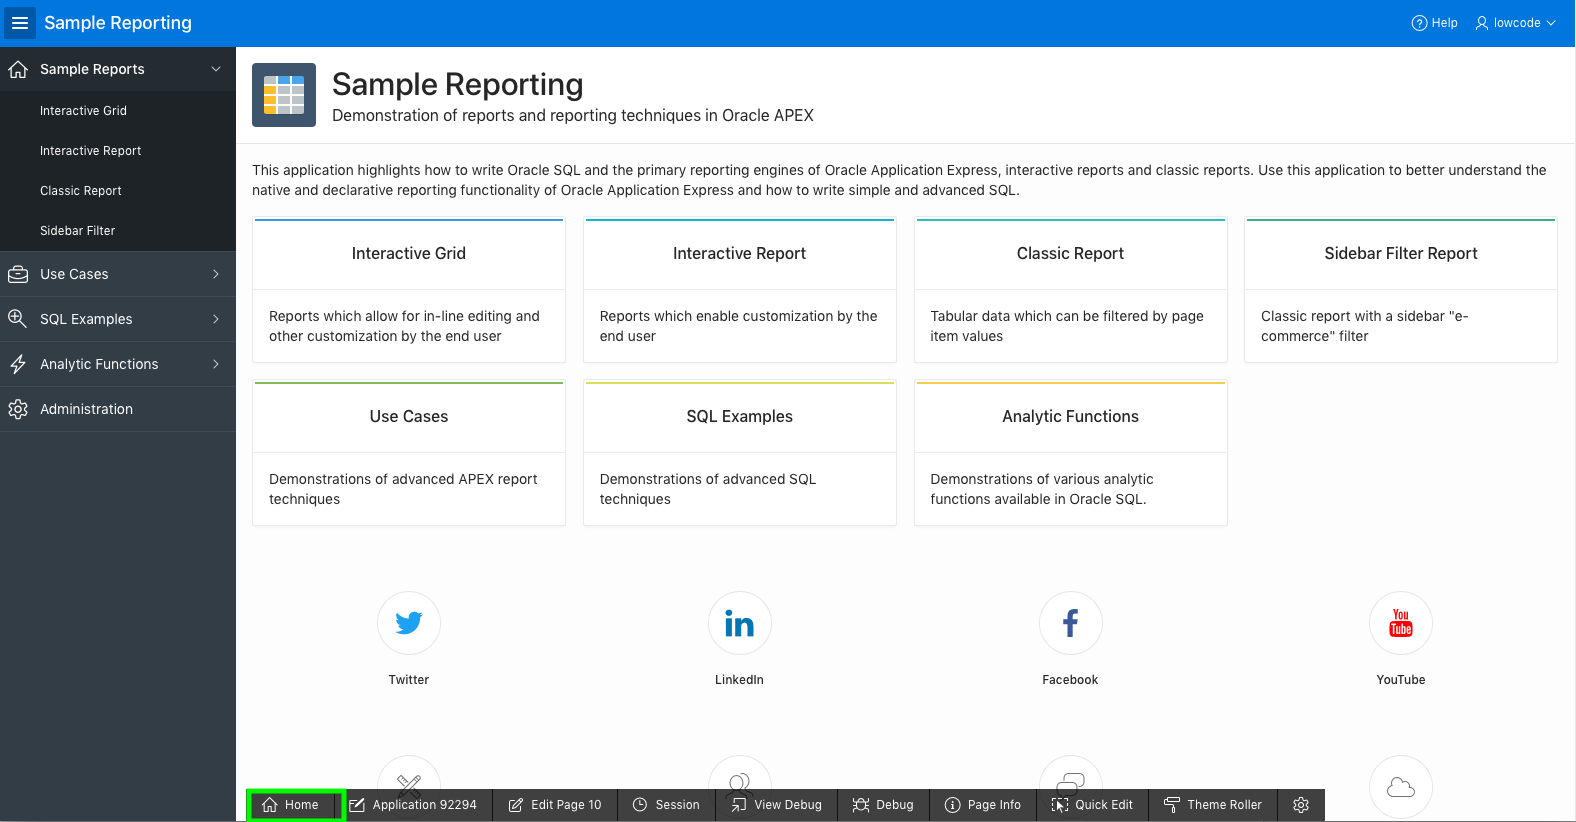 Sample Reporting
Help
lowcode
Sample Reports
Interactive Grid
Interactive Report
Classic Report
Sidebar Filter
Use Cases
SQL Examples
Analytic Functions
Administration
Sample Reporting
Demonstration of reports and reporting techniques in Oracle APEX
This application highlights how to write Oracle SQL and the primary reporting engines of Oracle Application Express, interactive reports and classic reports. Use this application to better understand the
native and declarative reporting functionality of Oracle Application Express and how to write simple and advanced SQL.
Interactive Grid
Reports which allow for in-line editing and
other customization by the end user
Interactive Report
Reports which enable customization by the
end user
Classic Report
Tabular data which can be filtered by page
item values
Sidebar Filter Report
Classic report with a sidebar "e-
commerce" filter
Use Cases
Demonstrations of advanced APEX report
techniques
SQL Examples
Demonstrations of advanced SQL
techniques
Analytic Functions
Demonstrations of various analytic
functions available in Oracle SQL.
Twitter
LinkedIn
Facebook
You
Tube
YouTube
Home
Application 92294
Edit Page 10
Session
View Debug
Debug
Page Info
Quick Edit
Theme Roller